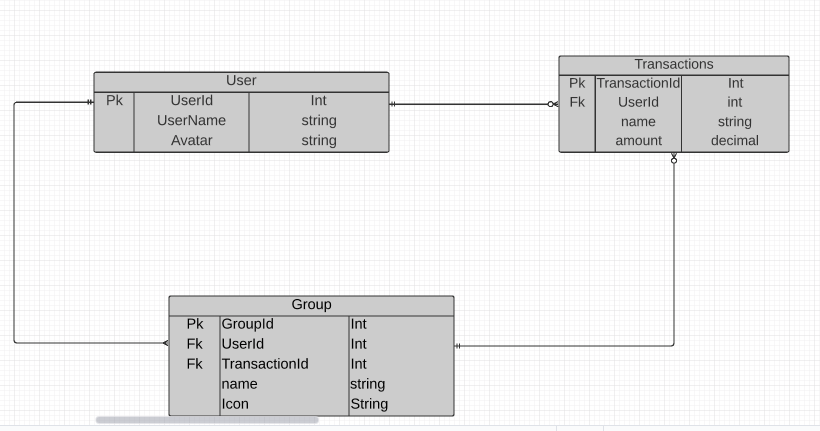 User
Pk UserId Int
UserName string
Avatar string
Transactions
Pk TransactionId Int
Fk UserId int
name string
amount decimal
Group
Pk GroupId Int
Fk UserId Int
Fk TransactionId Int
name string
Icon String